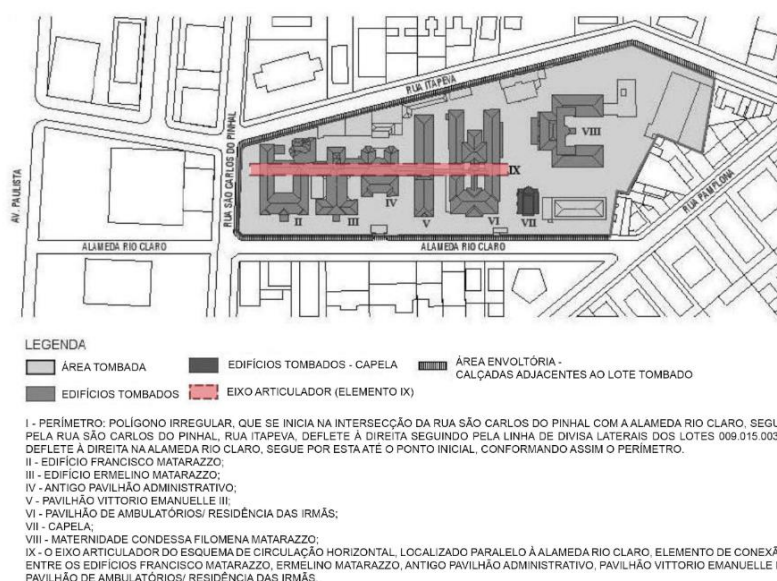 RUA ITAPEVA
RUA SÃO CARLOS DO PINHAL
AV. PAULISTA
VIII
IX
II
III
IV
V
VI
VII
RUA PAMPLONA
ALAMEDA RIO CLARO
ALAMEDA RIO CLARO
LEGENDA
ÁREA TOMBADA
EDIFÍCIOS TOMBADOS - CAPELA
ÁREA ENVOLTÓRIA -
CALÇADAS ADJACENTES AO LOTE TOMBADO
EDIFÍCIOS TOMBADOS
EIXO ARTICULADOR (ELEMENTO IX)
I - PERÍMETRO: POLÍGONO IRREGULAR, QUE SE INICIA NA INTERSECÇÃO DA RUA SÃO CARLOS DO PINHAL COM A ALAMEDA RIO CLARO, SEGU
PELA RUA SÃO CARLOS DO PINHAL, RUA ITAPEVA, DEFLETE À DIREITA SEGUINDO PELA LINHA DE DIVISA LATERAIS DOS LOTES 009.015.003
DEFLETE À DIREITA NA ALAMEDA RIO CLARO, SEGUE POR ESTA ATÉ O PONTO INICIAL, CONFORMANDO ASSIM O PERÍMETRO.
II - EDIFÍCIO FRANCISCO MATARAZZO;
III - EDIFÍCIO ERMELINO MATARAZZO;
IV - ANTIGO PAVILHÃO ADMINISTRATIVO;
V - PAVILHÃO VITTORIO EMANUELLE III;
VI - PAVILHÃO DE AMBULATÓRIOS/ RESIDÊNCIA DAS IRMÃS;
VII - CAPELA;
VIII - MATERNIDADE CONDESSA FILOMENA MATARAZZO;
IX - O EIXO ARTICULADOR DO ESQUEMA DE CIRCULAÇÃO HORIZONTAL, LOCALIZADO PARALELO À ALAMEDA RIO CLARO, ELEMENTO DE CONEXÃ
ENTRE OS EDIFÍCIOS FRANCISCO MATARAZZO, ERMELINO MATARAZZO, ANTIGO PAVILHÃO ADMINISTRATIVO, PAVILHÃO VITTORIO EMANUELLE I
PAVILHÃO DE AMBULATÓRIOS/ RESIDÊNCIA DAS IRMÃS.